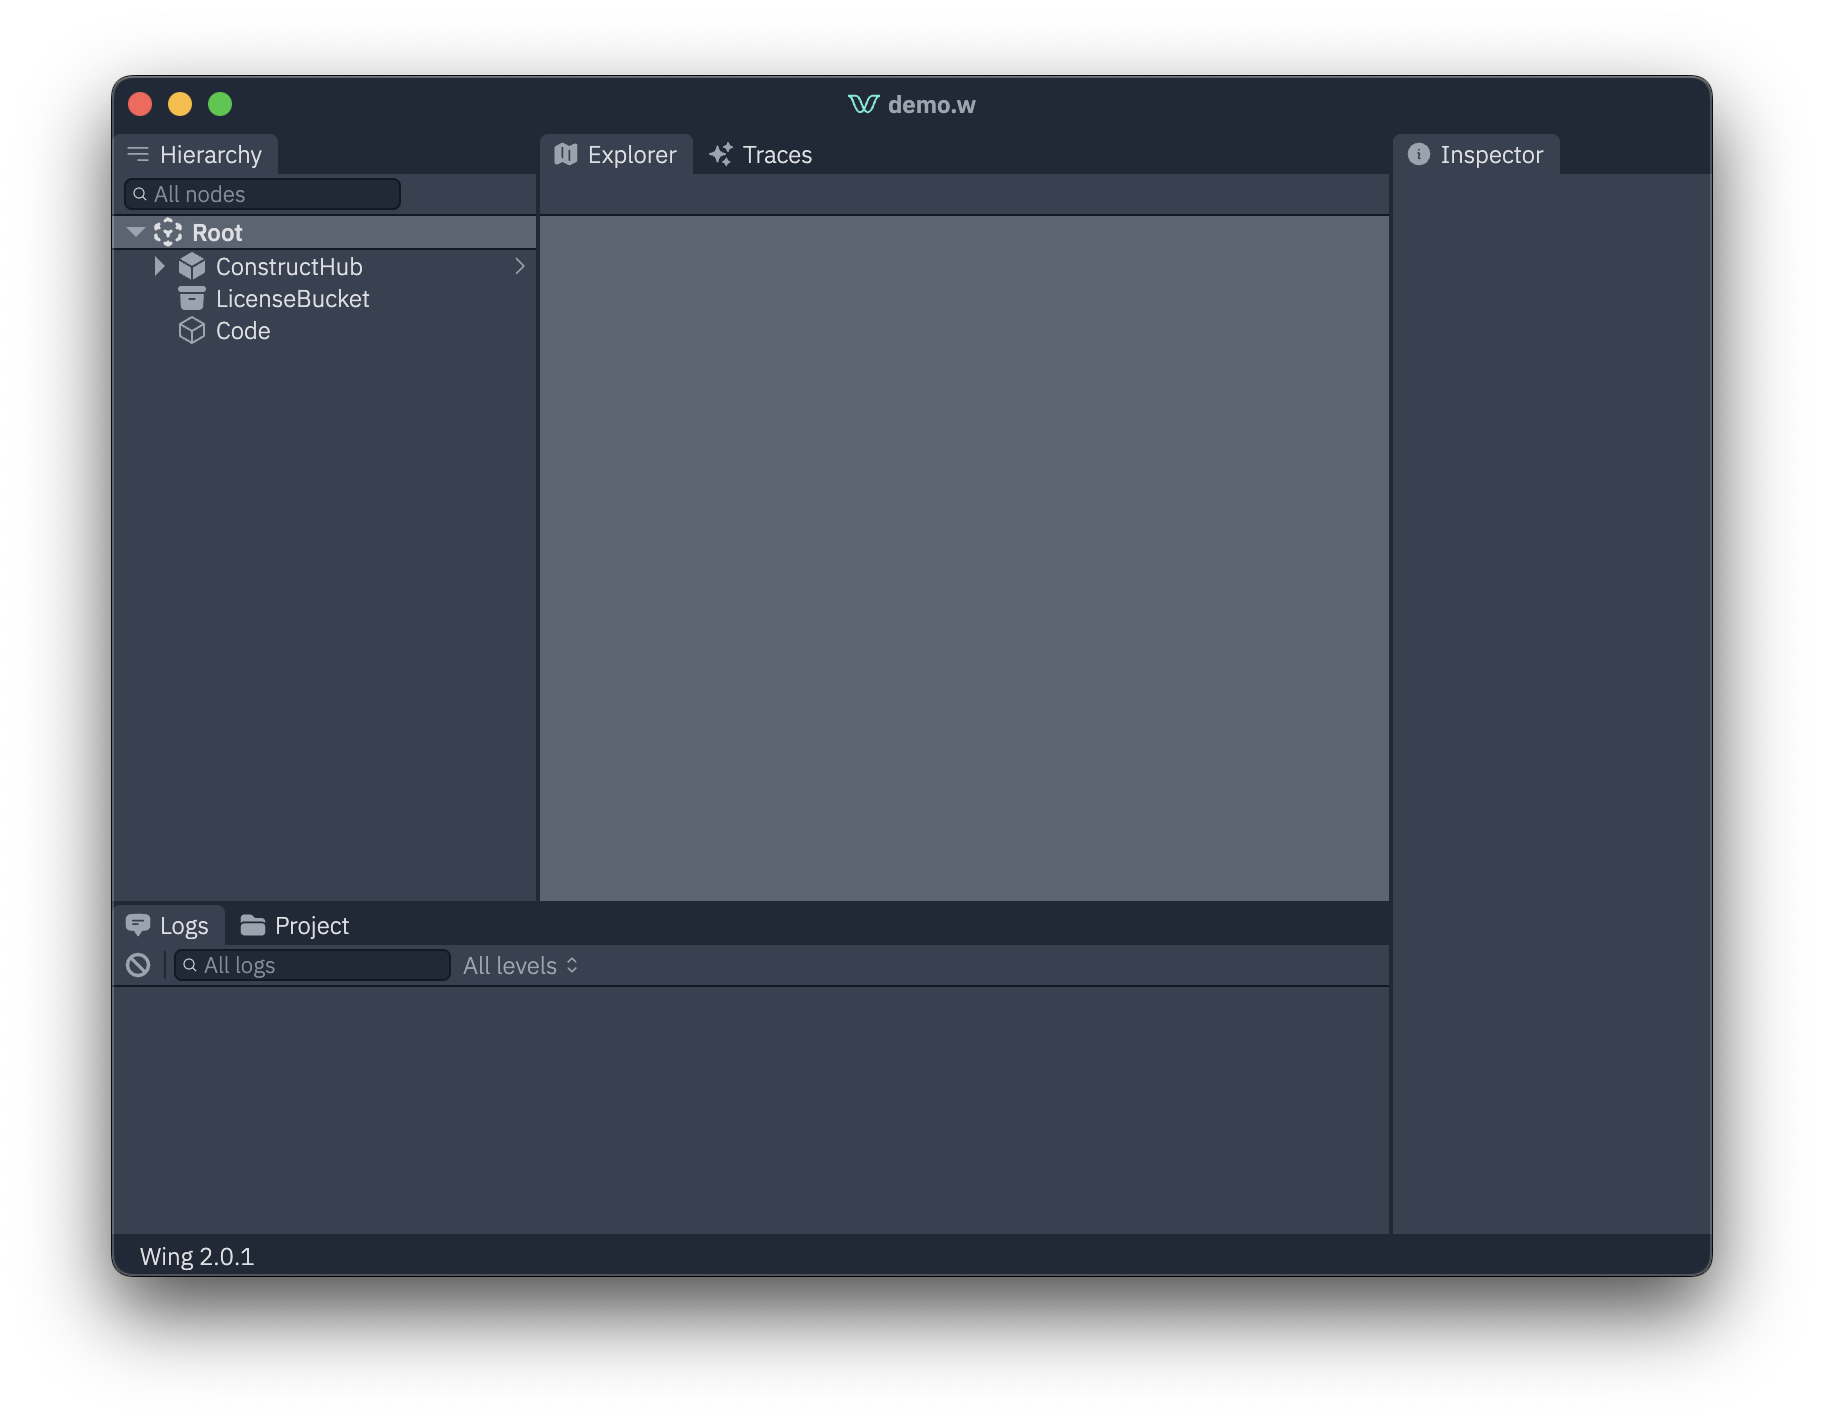 demo.w
Hierarchy
Explorer
Traces
Inspector
All nodes
Root
ConstructHub
LicenseBucket
Code
Logs
Project
All logs
All levels
Wing 2.0.1